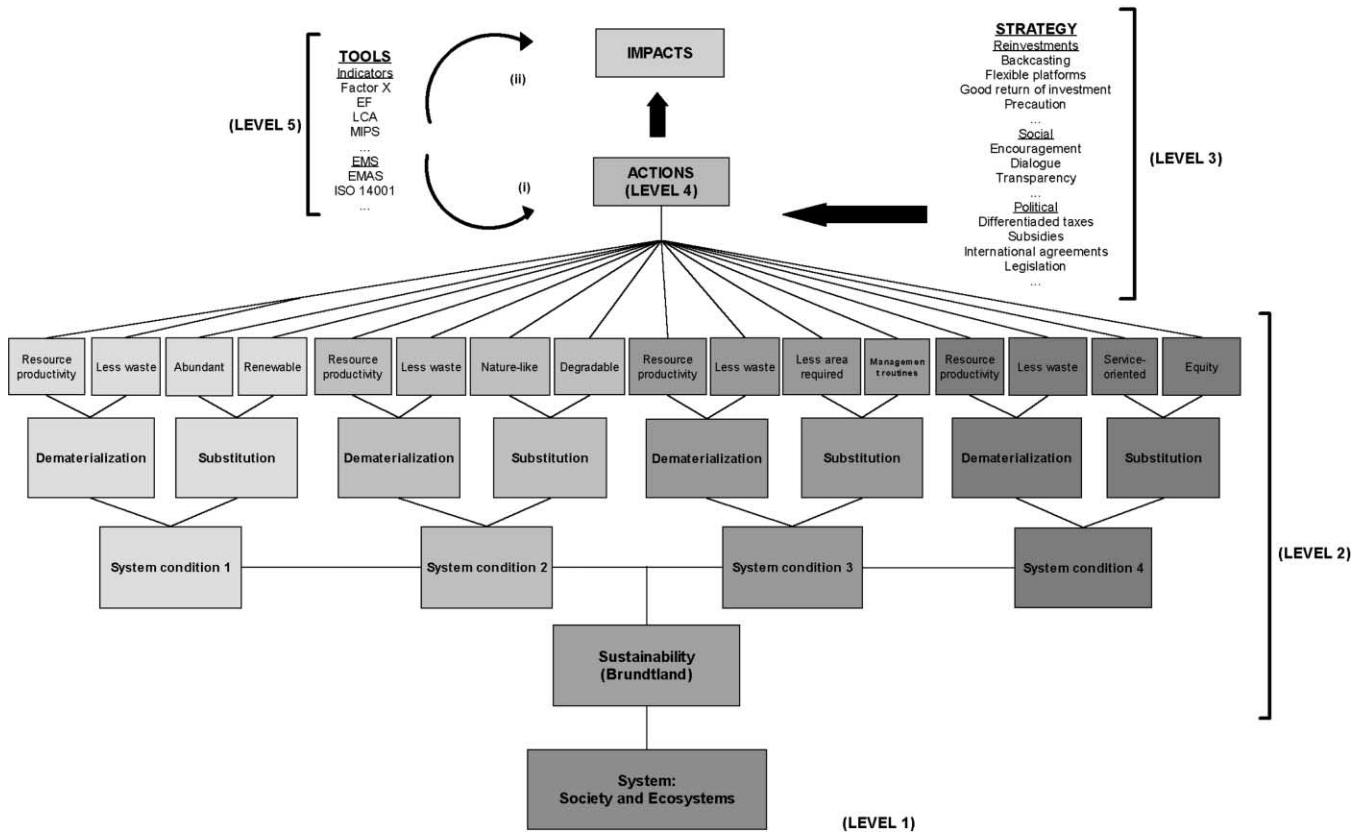 TOOLS
Indicators
Factor X
EF
LCA
MIPS
...
EMS
EMAS
ISO 14001
...
(LEVEL 5)
(ii)
(i)
IMPACTS
ACTIONS
(LEVEL 4)
STRATEGY
Reinvestments
Backcasting
Flexible platforms
Good return of investment
Precaution
...
Social
Encouragement
Dialogue
Transparency
...
Political
Differentiaded taxes
Subsidies
International agreements
Legislation
...
(LEVEL 3)
Resource
productivity
Less waste
Abundant
Renewable
Resource
productivity
Less waste
Nature-like
Degradable
Resource
productivity
Less waste
Less area
required
Managemen
t routines
Resource
productivity
Less waste
Service-
oriented
Equity
Dematerialization
Substitution
Dematerialization
Substitution
Dematerialization
Substitution
Dematerialization
Substitution
System condition 1
System condition 2
System condition 3
System condition 4
(LEVEL 2)
Sustainability
(Brundtland)
System:
Society and Ecosystems
(LEVEL 1)